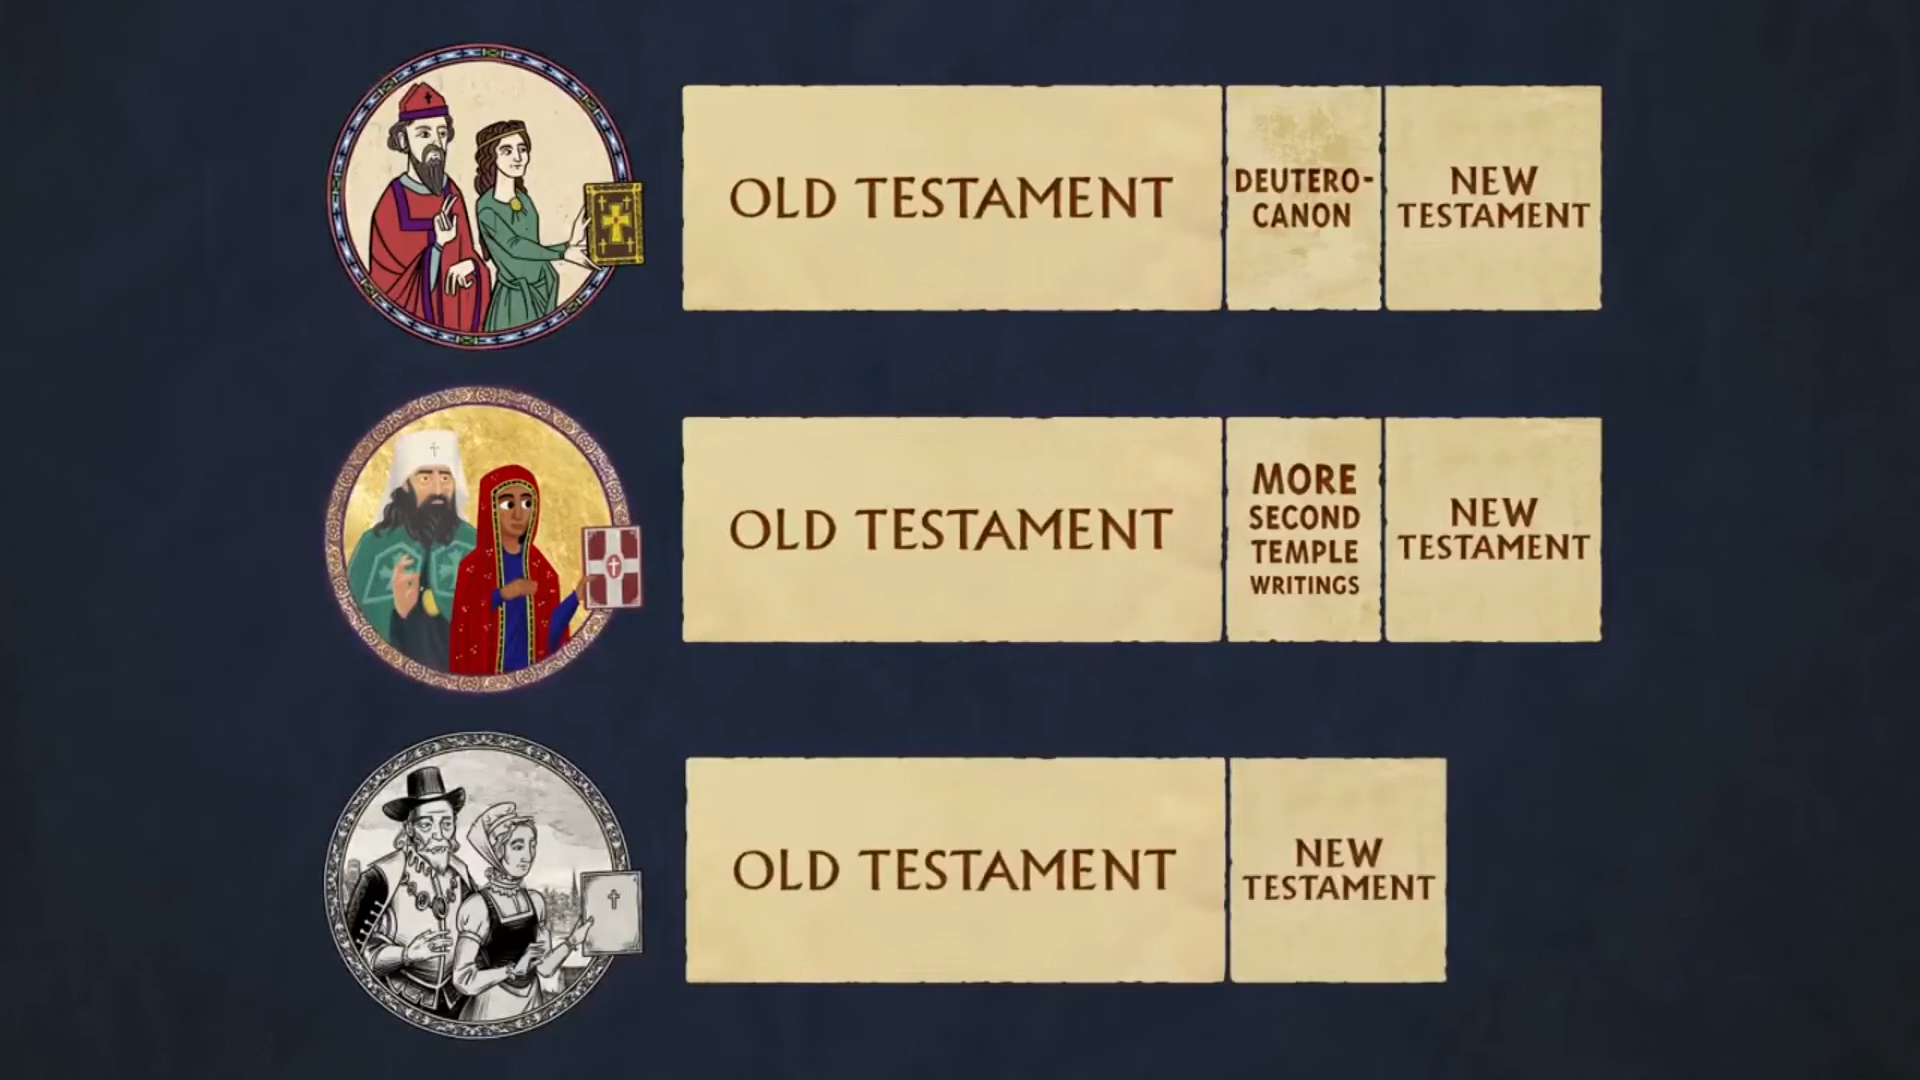 OLD TESTAMENT
DEUTERO-
CANON
NEW
TESTAMENT
OLD TESTAMENT
MORE
SECOND
TEMPLE
WRITINGS
NEW
TESTAMENT
OLD TESTAMENT
NEW
TESTAMENT